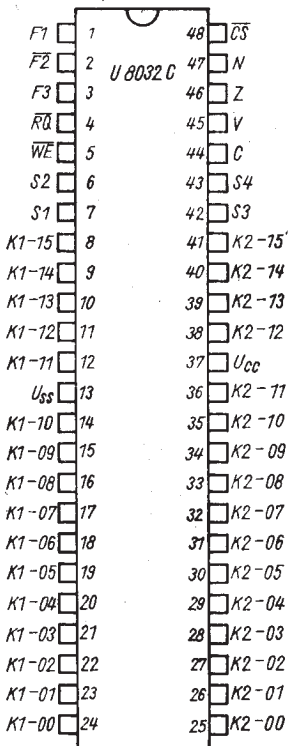 U 8032 C
F1 1 48 C̅S̅
F̅2̅ 2 47 N
F3 3 46 Z
R̅Q̅ 4 45 V
W̅E̅ 5 44 C
S2 6 43 S4
S1 7 42 S3
K1-15 8 41 K2-15
K1-14 9 40 K2-14
K1-13 10 39 K2-13
K1-12 11 38 K2-12
K1-11 12 37 Ucc
Uss 13 36 K2-11
K1-10 14 35 K2-10
K1-09 15 34 K2-09
K1-08 16 33 K2-08
K1-07 17 32 K2-07
K1-06 18 31 K2-06
K1-05 19 30 K2-05
K1-04 20 29 K2-04
K1-03 21 28 K2-03
K1-02 22 27 K2-02
K1-01 23 26 K2-01
K1-00 24 25 K2-00